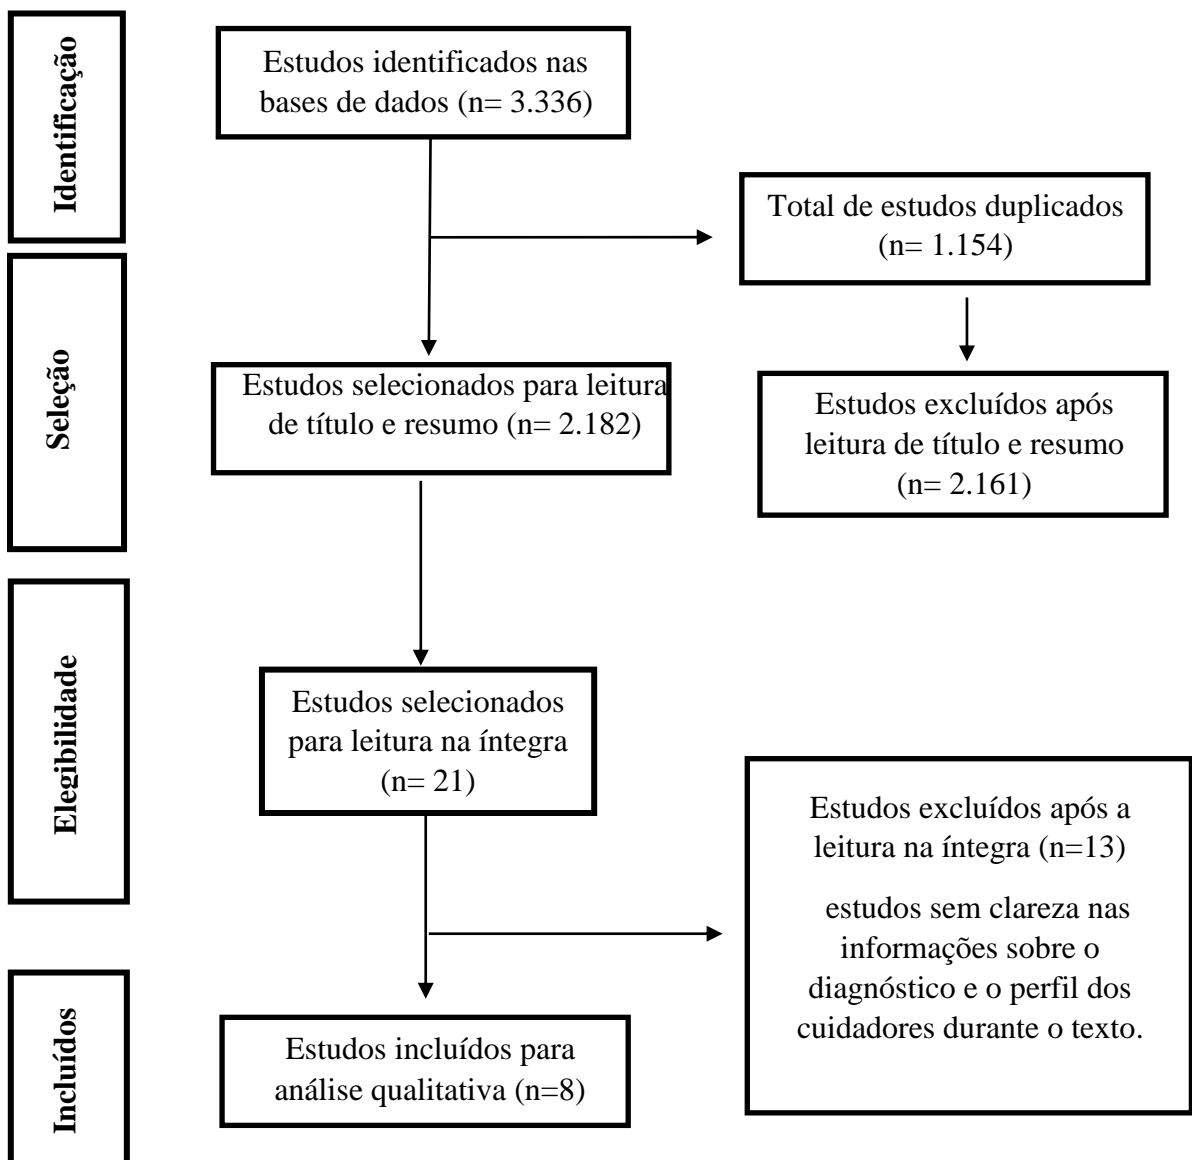 Identificação
Estudos identificados nas
bases de dados (n= 3.336)
Total de estudos duplicados
(n= 1.154)
Seleção
Estudos selecionados para leitura
de título e resumo (n= 2.182)
Estudos excluídos após
leitura de título e resumo
(n= 2.161)
Elegibilidade
Estudos selecionados
para leitura na íntegra
(n= 21)
Estudos excluídos após a
leitura na íntegra (n=13)
estudos sem clareza nas
informações sobre o
diagnóstico e o perfil dos
cuidadores durante o texto.
Incluídos
Estudos incluídos para
análise qualitativa (n=8)